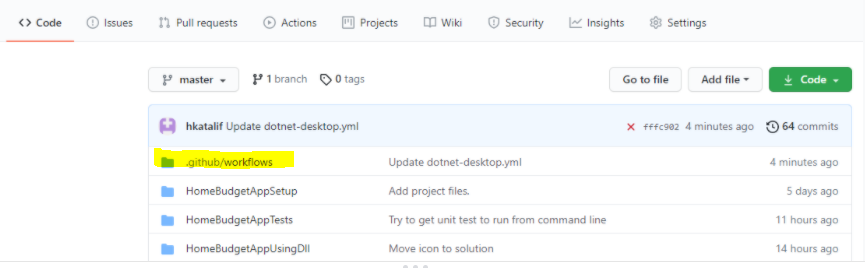 Code Issues Pull requests Actions Projects Wiki Security Insights Settings
master 1 branch 0 tags Go to file Add file Code
hkatalif Update dotnet-desktop.yml fffc902 4 minutes ago 64 commits
.github/workflows Update dotnet-desktop.yml 4 minutes ago
HomeBudgetAppSetup Add project files. 5 days ago
HomeBudgetAppTests Try to get unit test to run from command line 11 hours ago
HomeBudgetAppUsingDll Move icon to solution 14 hours ago